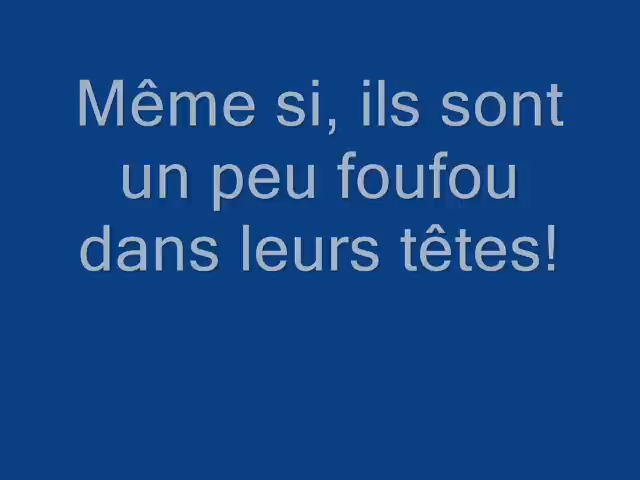 Même si, ils sont
un peu foufou
dans leurs têtes!